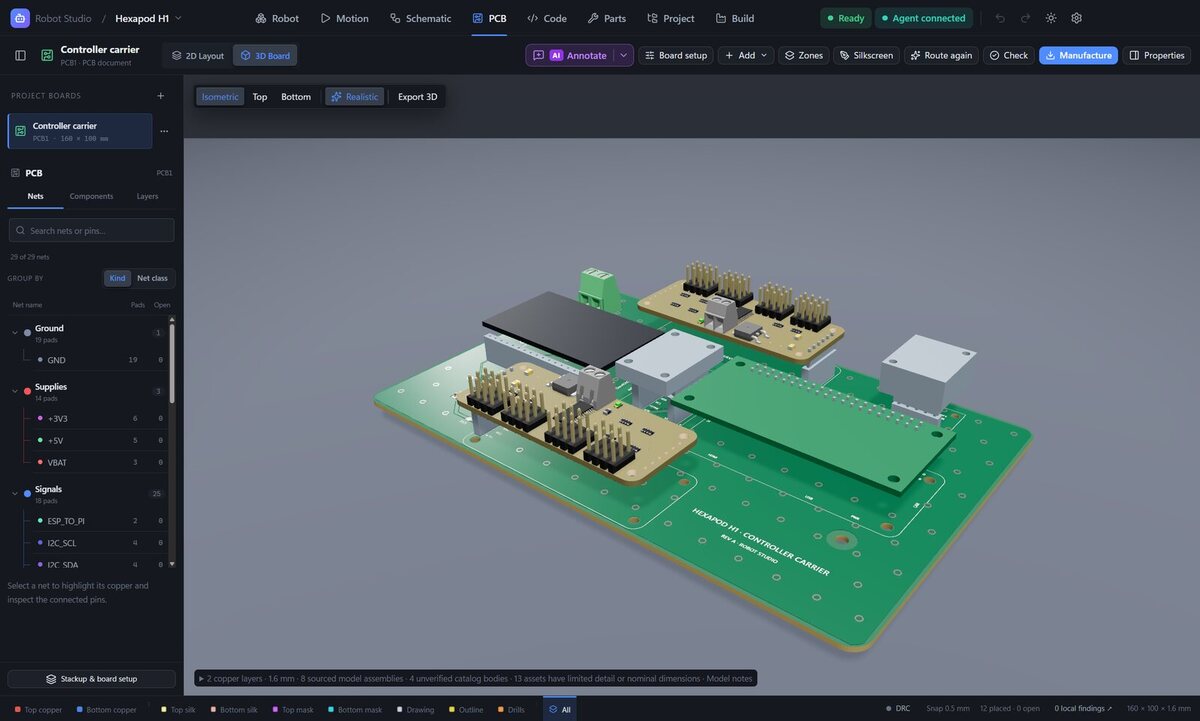 Robot Studio / Hexapod H1
Robot Motion Schematic PCB Code Parts Project Build
Ready Agent connected
Controller carrier
PCB1 · PCB document
2D Layout 3D Board
AI Annotate Board setup + Add Zones Silkscreen Route again Check Manufacture Properties
PROJECT BOARDS +
Controller carrier
PCB1 · 160 × 100 mm
Isometric Top Bottom Realistic Export 3D
PCB PCB1
Nets Components Layers
Search nets or pins...
29 of 29 nets
GROUP BY Kind Net class
Net name Pads Open
Ground 1
19 pads
GND 19 0
Supplies 3
14 pads
+3V3 6 0
+5V 5 0
VBAT 3 0
Signals 25
18 pads
ESP_TO_PI 2 0
I2C_SCL 4 0
I2C_SDA 4 0
Select a net to highlight its copper and
inspect the connected pins.
HEXAPOD H1 · CONTROLLER CARRIER
REV A · ROBOT STUDIO
USB
Stackup & board setup
2 copper layers · 1.6 mm · 8 sourced model assemblies · 4 unverified catalog bodies · 13 assets have limited detail or nominal dimensions · Model notes
Top copper Bottom copper Top silk Bottom silk Top mask Bottom mask Drawing Outline Drills All
DRC Snap 0.5 mm 12 placed · 0 open 0 local findings ↗ 160 × 100 × 1.6 mm